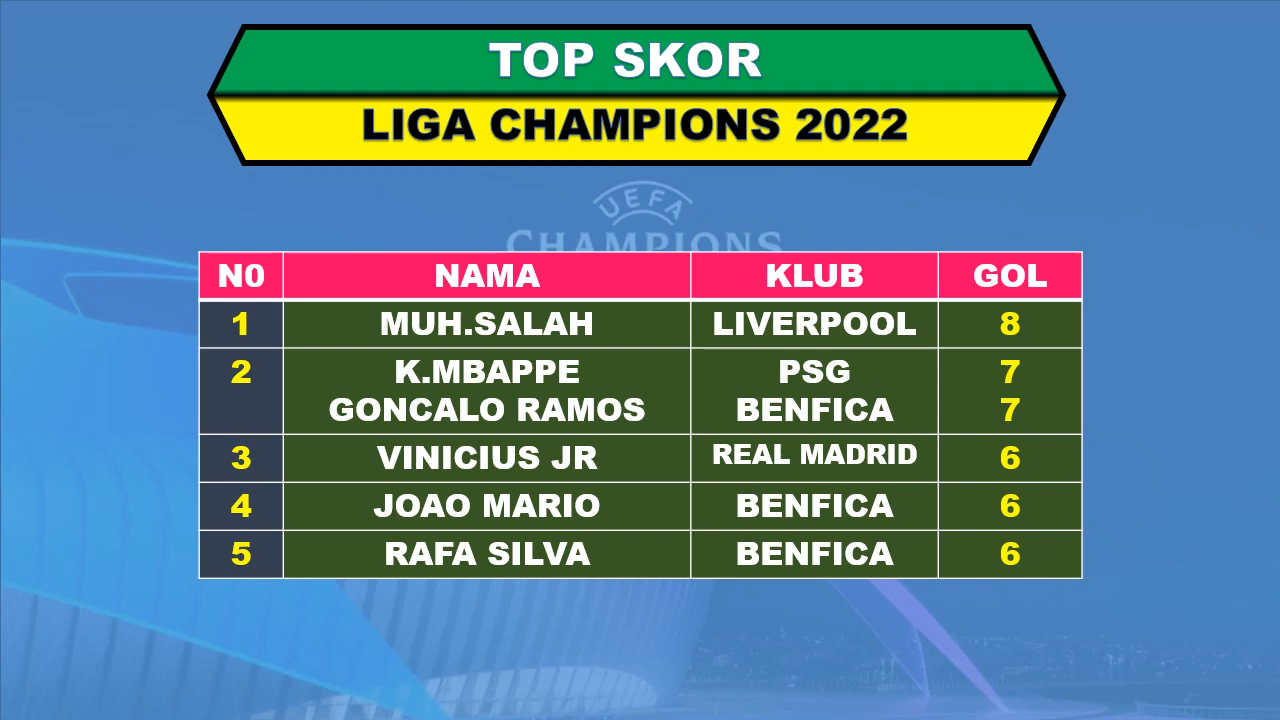 TOP SKOR
LIGA CHAMPIONS 2022
UEFA
CHAMPIONS
N0 NAMA KLUB GOL
1 MUH.SALAH LIVERPOOL 8
2 K.MBAPPE PSG 7
GONCALO RAMOS BENFICA 7
3 VINICIUS JR REAL MADRID 6
4 JOAO MARIO BENFICA 6
5 RAFA SILVA BENFICA 6